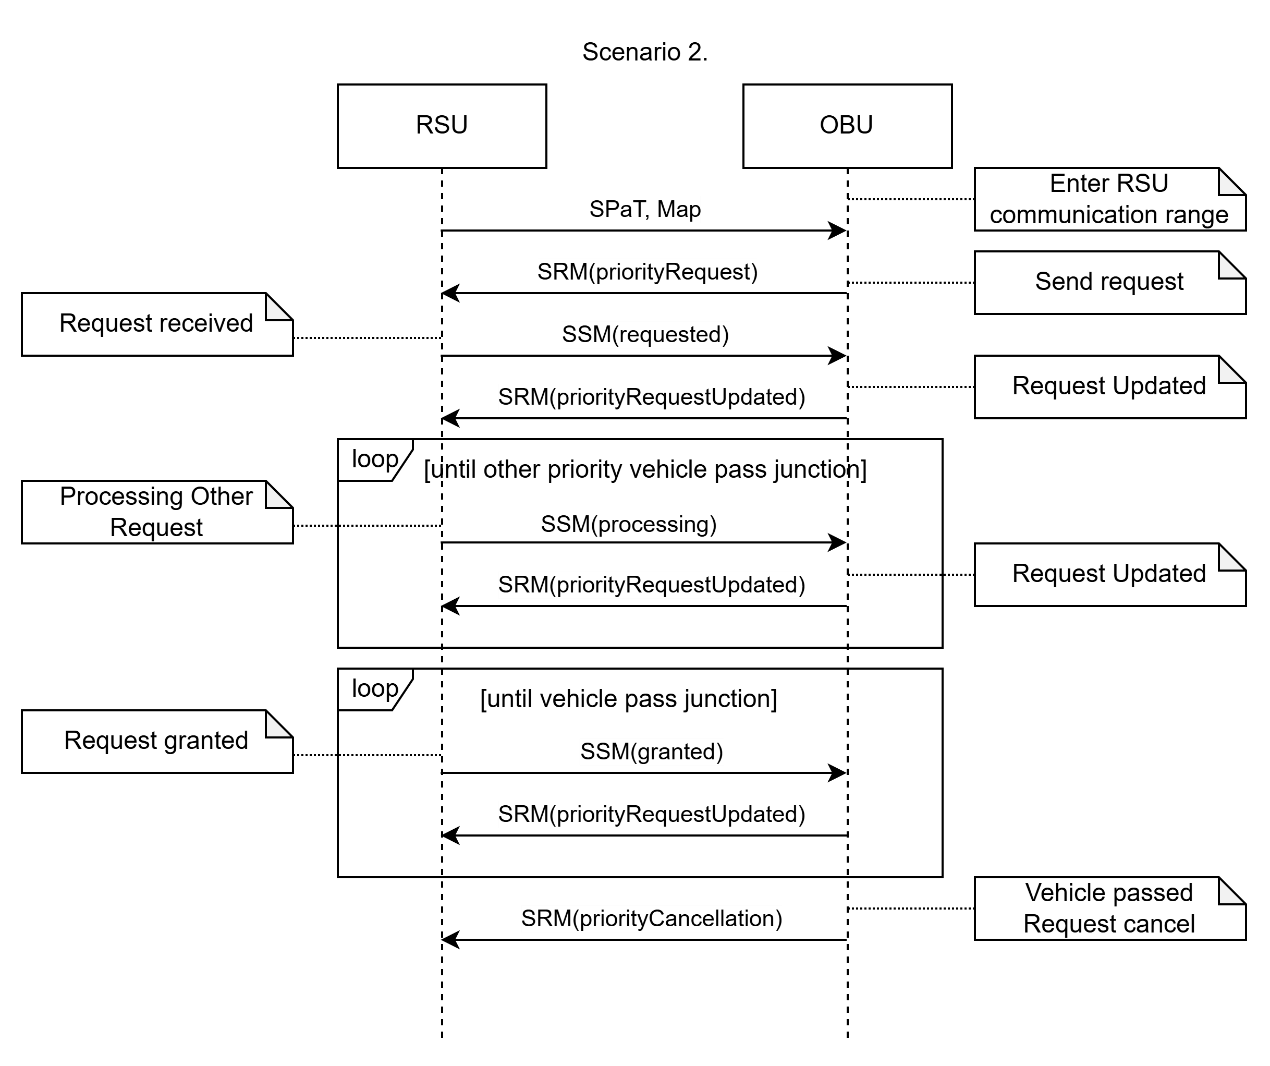 Scenario 2.
RSU
OBU
Enter RSU
communication range
SPaT, Map
SRM(priorityRequest)
Send request
Request received
SSM(requested)
Request Updated
SRM(priorityRequestUpdated)
loop
[until other priority vehicle pass junction]
Processing Other
Request
SSM(processing)
Request Updated
SRM(priorityRequestUpdated)
loop
[until vehicle pass junction]
Request granted
SSM(granted)
SRM(priorityRequestUpdated)
Vehicle passed
Request cancel
SRM(priorityCancellation)